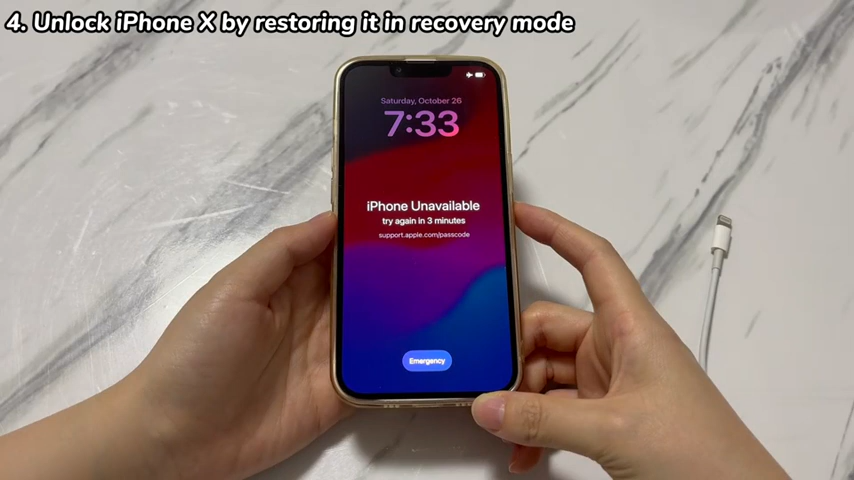 4. Unlock iPhone X by restoring it in recovery mode
Saturday, October 26
7:33
iPhone Unavailable
try again in 3 minutes
support.apple.com/passcode
Emergency